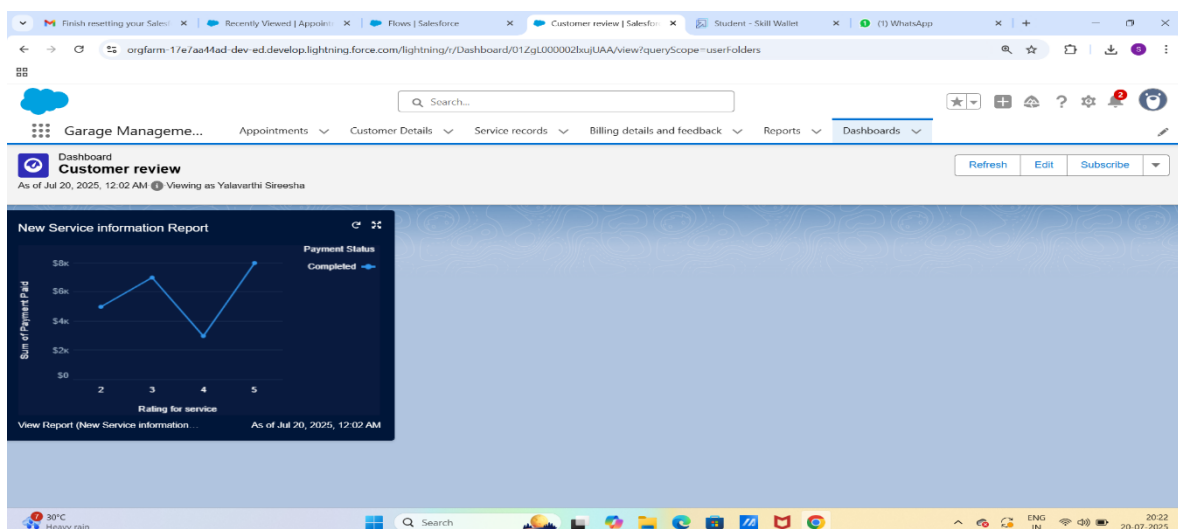 Finish resetting your Salesf
Recently Viewed | Appoint
Flows | Salesforce
Customer review | Salesforc
Student - Skill Wallet
(1) WhatsApp
orgfarm-17e7aa44ad-dev-ed.develop.lightning.force.com/lightning/r/Dashboard/01ZgL000002lxujUAA/view?queryScope=userFolders
S
Search...
2
Garage Manageme...
Appointments
Customer Details
Service records
Billing details and feedback
Reports
Dashboards
Dashboard
Customer review
As of Jul 20, 2025, 12:02 AM Viewing as Yalavarthi Sireesha
Refresh
Edit
Subscribe
New Service information Report
Payment Status
Completed
Sum of Payment Paid
$8K
$6K
$4K
$2K
$0
2 3 4 5
Rating for service
View Report (New Service information...
As of Jul 20, 2025, 12:02 AM
30°C
Heavy rain
Search
ENG
IN
20:22
20-07-2025